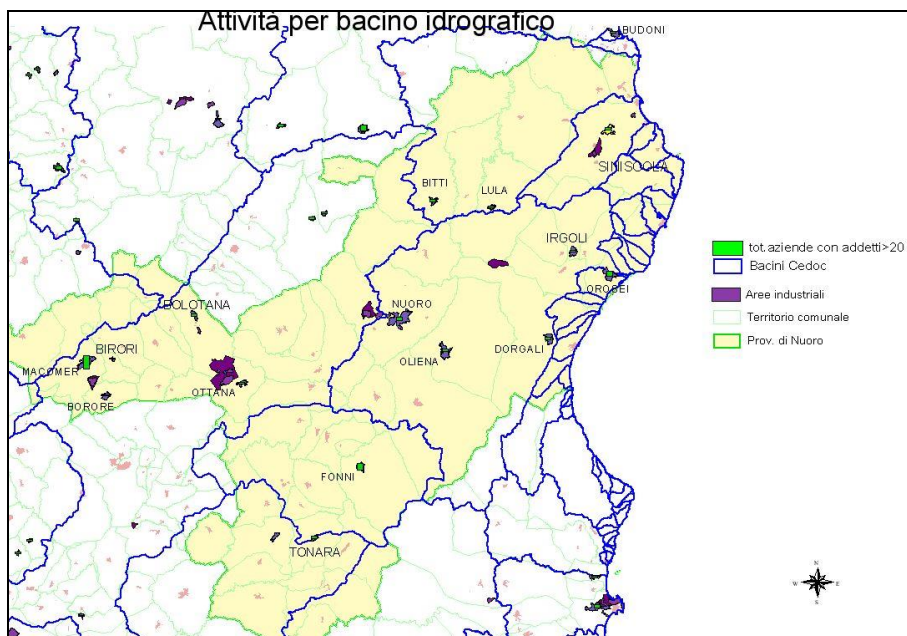 Attività per bacino idrografico
BUDONI
SINISCOLA
BITTI
LULA
IRGOLI
OROSEI
BOLOTANA
NUORO
BIRORI
MACOMER
OLIENA
DORGALI
OTTANA
BORORE
FONNI
TONARA
tot.aziende con addetti>20
Bacini Cedoc
Aree industriali
Territorio comunale
Prov. di Nuoro
N
W E
S